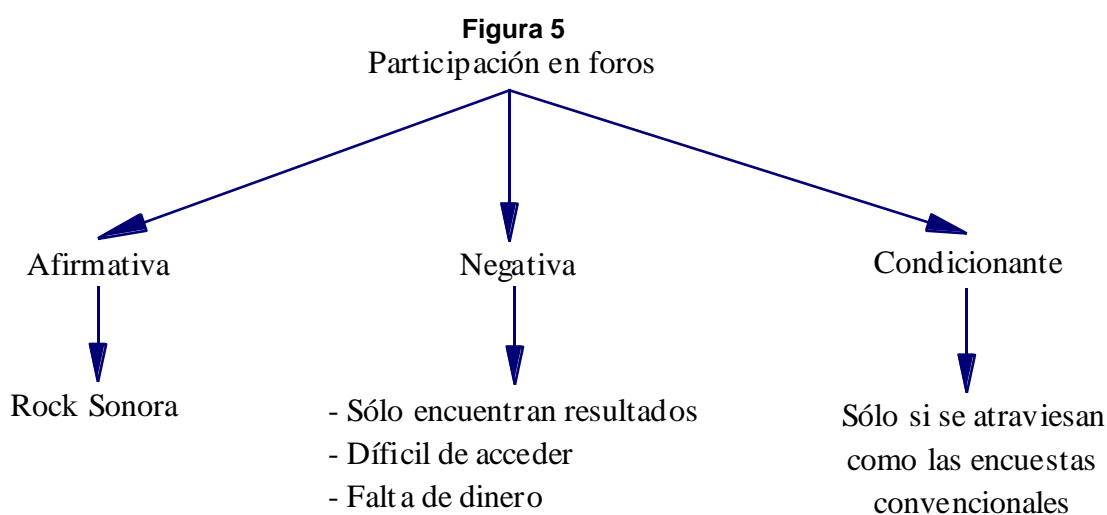 Figura 5
Participación en foros
Afirmativa
Negativa
Condicionante
Rock Sonora
- Sólo encuentran resultados
- Díficil de acceder
- Falta de dinero
Sólo si se atraviesan
como las encuestas
convencionales